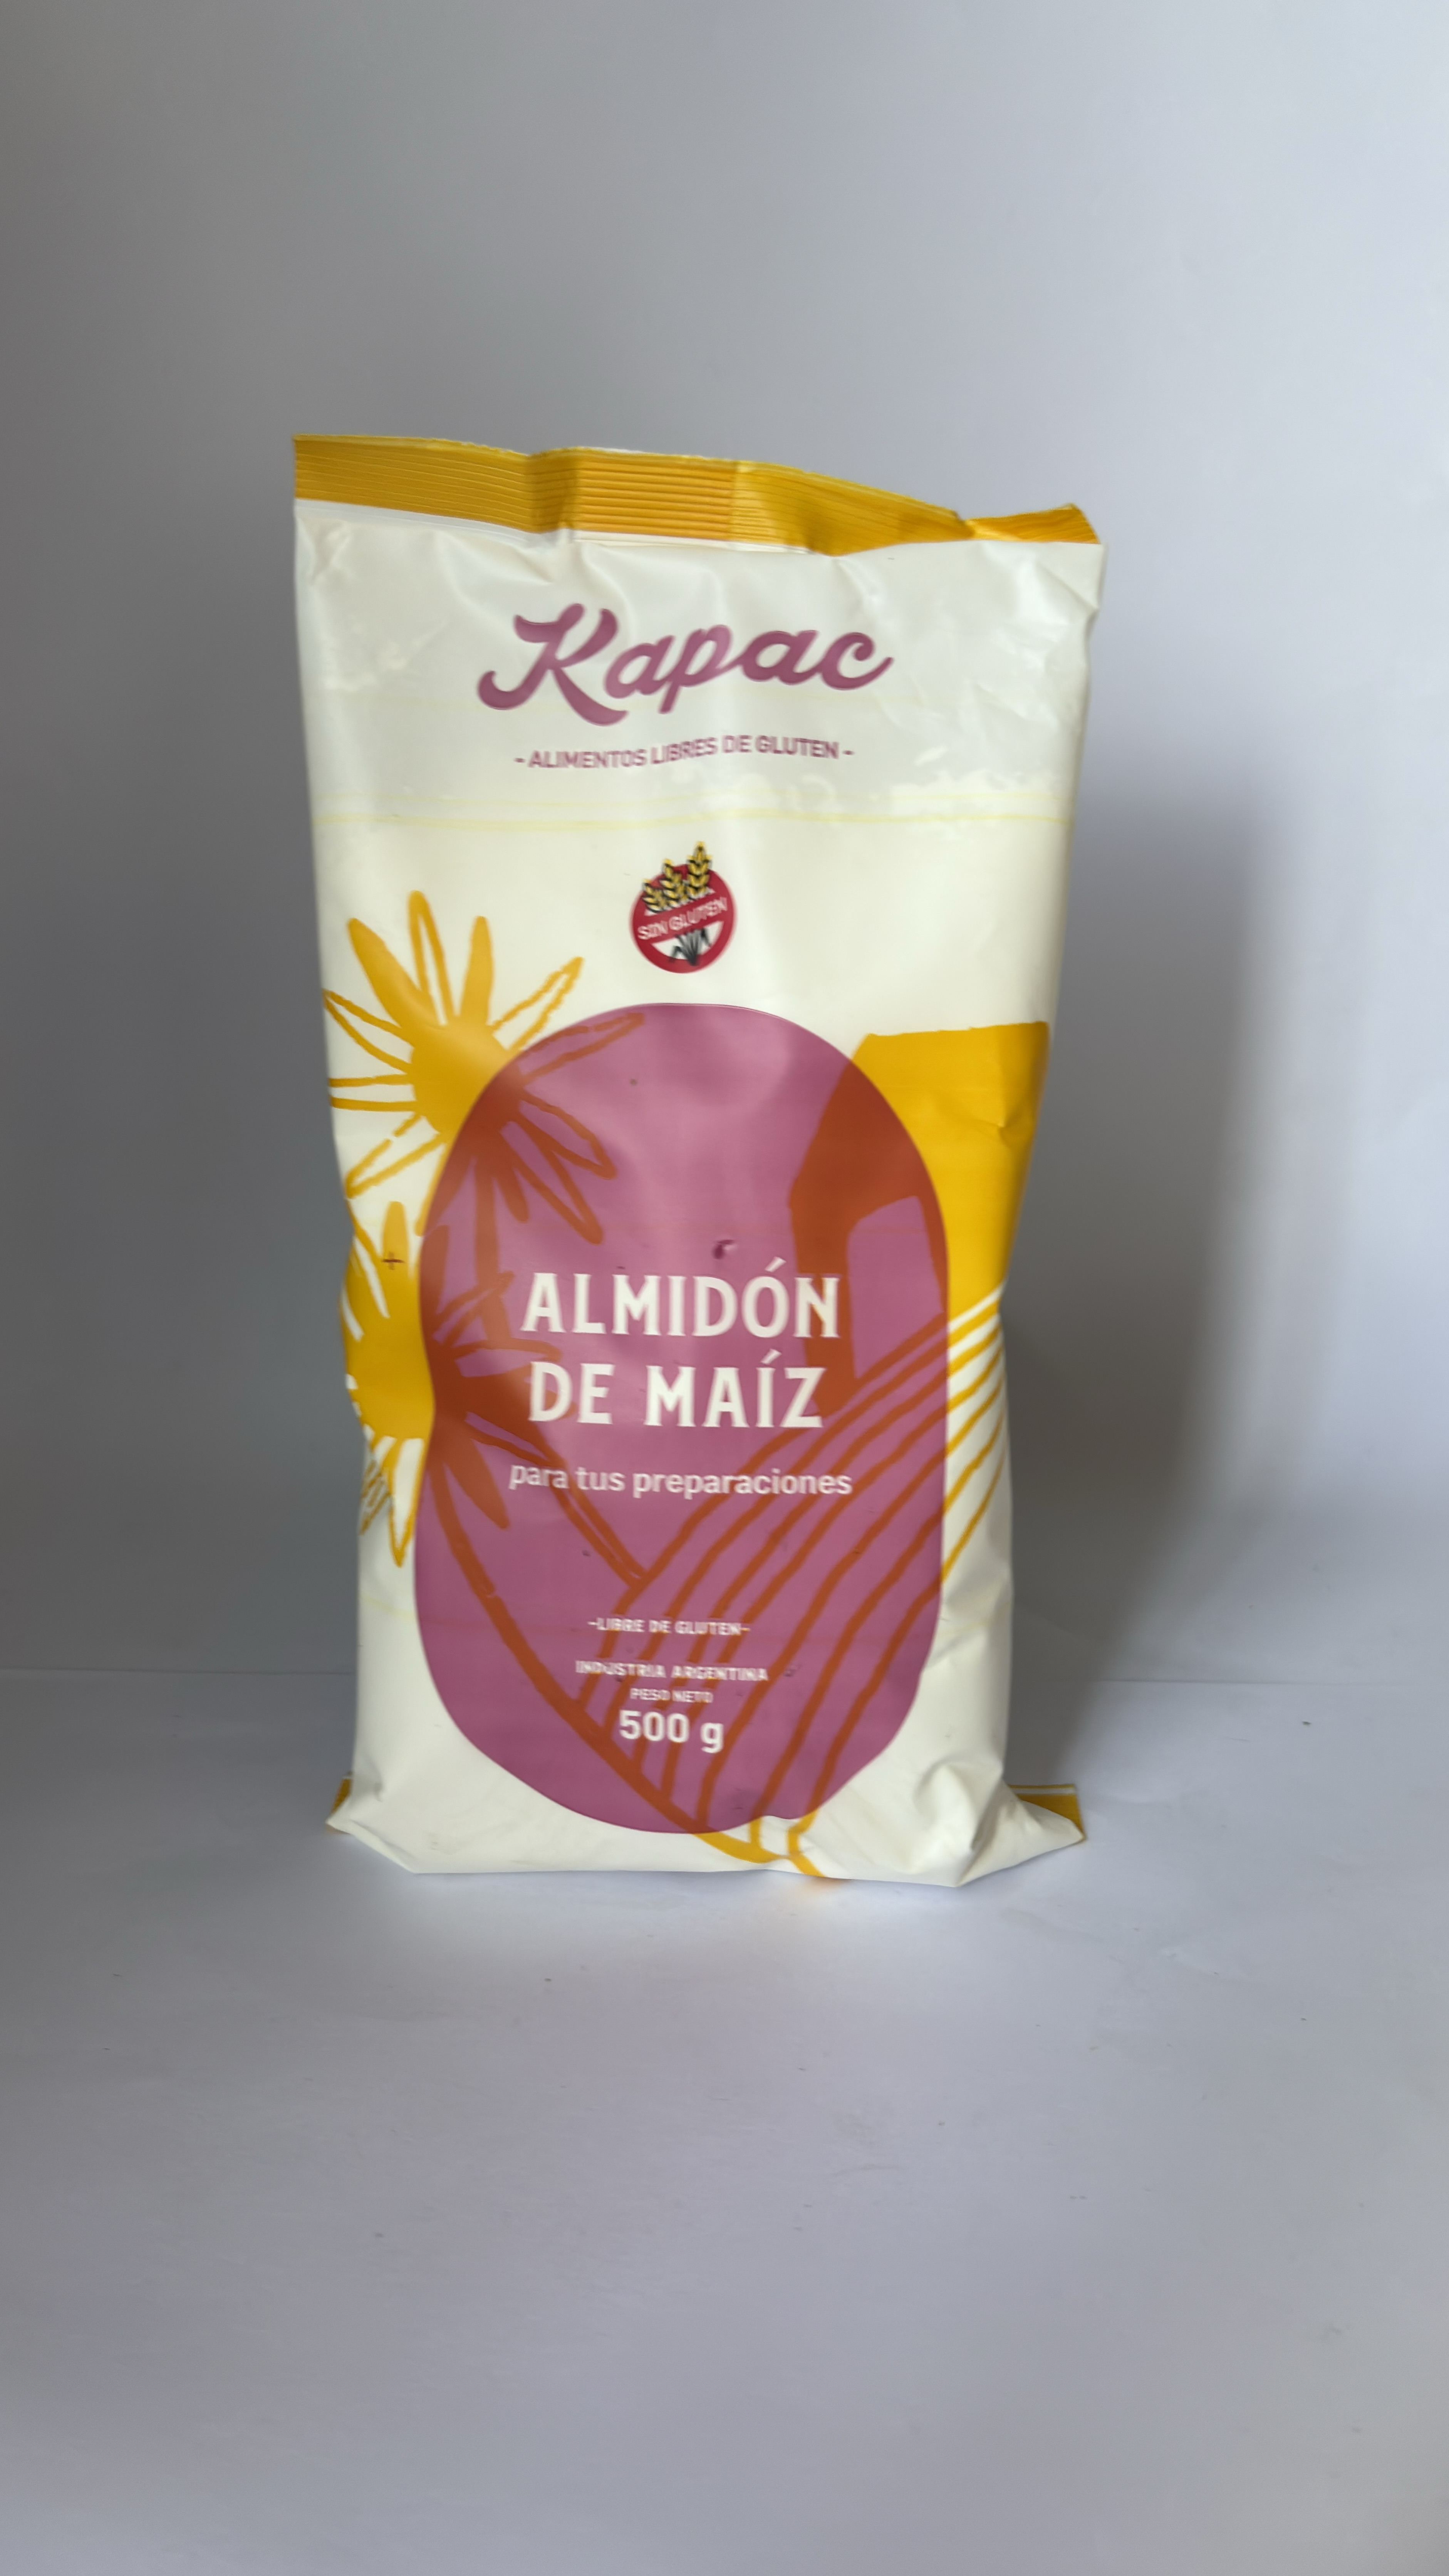 Kapac
- ALIMENTOS LIBRES DE GLUTEN -
SIN GLUTEN
ALMIDÓN
DE MAÍZ
para tus preparaciones
-LIBRE DE GLUTEN-
INDUSTRIA ARGENTINA
PESO NETO
500 g